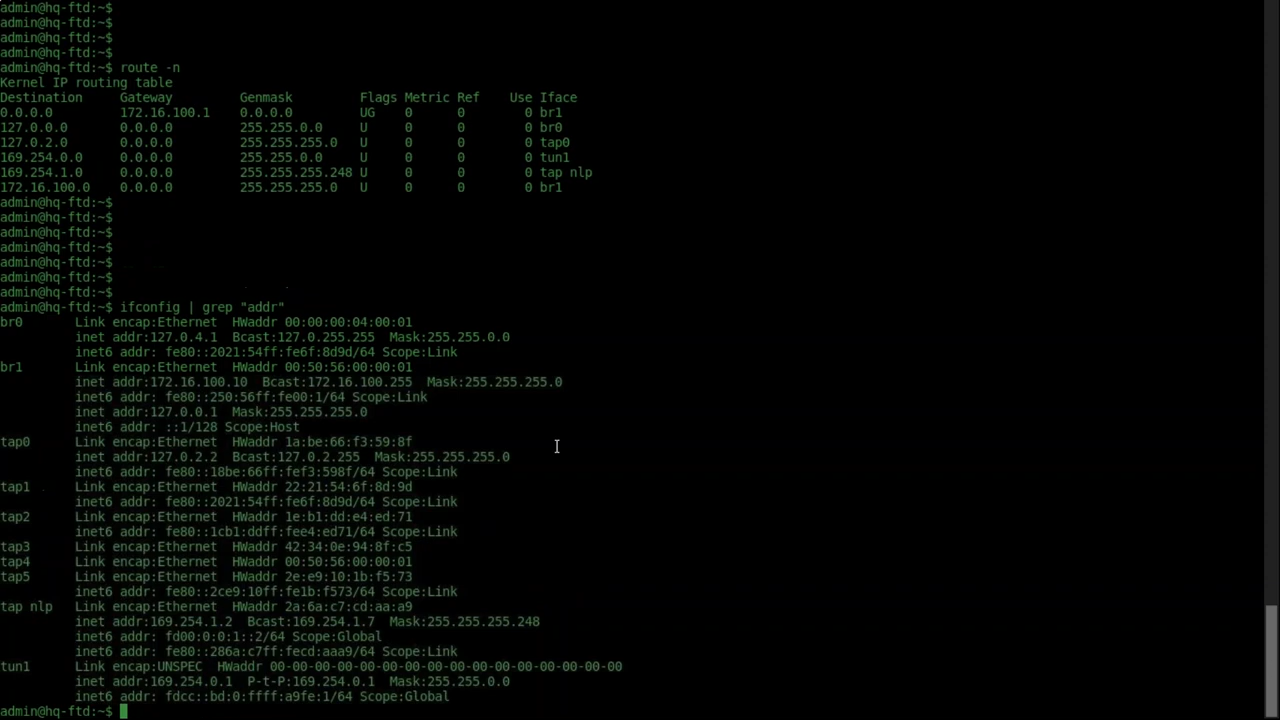 admin@hq-ftd:~$
admin@hq-ftd:~$
admin@hq-ftd:~$
admin@hq-ftd:~$
admin@hq-ftd:~$ route -n
Kernel IP routing table
Destination     Gateway         Genmask         Flags Metric Ref    Use Iface
0.0.0.0         172.16.100.1    0.0.0.0         UG    0      0        0 br1
127.0.0.0       0.0.0.0         255.255.0.0     U     0      0        0 br0
127.0.2.0       0.0.0.0         255.255.255.0   U     0      0        0 tap0
169.254.0.0     0.0.0.0         255.255.0.0     U     0      0        0 tun1
169.254.1.0     0.0.0.0         255.255.255.248 U     0      0        0 tap nlp
172.16.100.0    0.0.0.0         255.255.255.0   U     0      0        0 br1
admin@hq-ftd:~$
admin@hq-ftd:~$
admin@hq-ftd:~$
admin@hq-ftd:~$
admin@hq-ftd:~$
admin@hq-ftd:~$
admin@hq-ftd:~$
admin@hq-ftd:~$ ifconfig | grep "addr"
br0       Link encap:Ethernet  HWaddr 00:00:00:04:00:01
          inet addr:127.0.4.1  Bcast:127.0.255.255  Mask:255.255.0.0
          inet6 addr: fe80::2021:54ff:fe6f:8d9d/64 Scope:Link
br1       Link encap:Ethernet  HWaddr 00:50:56:00:00:01
          inet addr:172.16.100.10  Bcast:172.16.100.255  Mask:255.255.255.0
          inet6 addr: fe80::250:56ff:fe00:1/64 Scope:Link
          inet addr:127.0.0.1  Mask:255.255.255.0
          inet6 addr: ::1/128 Scope:Host
tap0      Link encap:Ethernet  HWaddr 1a:be:66:f3:59:8f
          inet addr:127.0.2.2  Bcast:127.0.2.255  Mask:255.255.255.0
          inet6 addr: fe80::18be:66ff:fef3:598f/64 Scope:Link
tap1      Link encap:Ethernet  HWaddr 22:21:54:6f:8d:9d
          inet6 addr: fe80::2021:54ff:fe6f:8d9d/64 Scope:Link
tap2      Link encap:Ethernet  HWaddr 1e:b1:dd:e4:ed:71
          inet6 addr: fe80::1cb1:ddff:fee4:ed71/64 Scope:Link
tap3      Link encap:Ethernet  HWaddr 42:34:0e:94:8f:c5
tap4      Link encap:Ethernet  HWaddr 00:50:56:00:00:01
tap5      Link encap:Ethernet  HWaddr 2e:e9:10:1b:f5:73
          inet6 addr: fe80::2ce9:10ff:fe1b:f573/64 Scope:Link
tap nlp   Link encap:Ethernet  HWaddr 2a:6a:c7:cd:aa:a9
          inet addr:169.254.1.2  Bcast:169.254.1.7  Mask:255.255.255.248
          inet6 addr: fd00:0:0:1::2/64 Scope:Global
          inet6 addr: fe80::286a:c7ff:fecd:aaa9/64 Scope:Link
tun1      Link encap:UNSPEC  HWaddr 00-00-00-00-00-00-00-00-00-00-00-00-00-00-00-00
          inet addr:169.254.0.1  P-t-P:169.254.0.1  Mask:255.255.0.0
          inet6 addr: fdcc::bd:0:ffff:a9fe:1/64 Scope:Global
admin@hq-ftd:~$